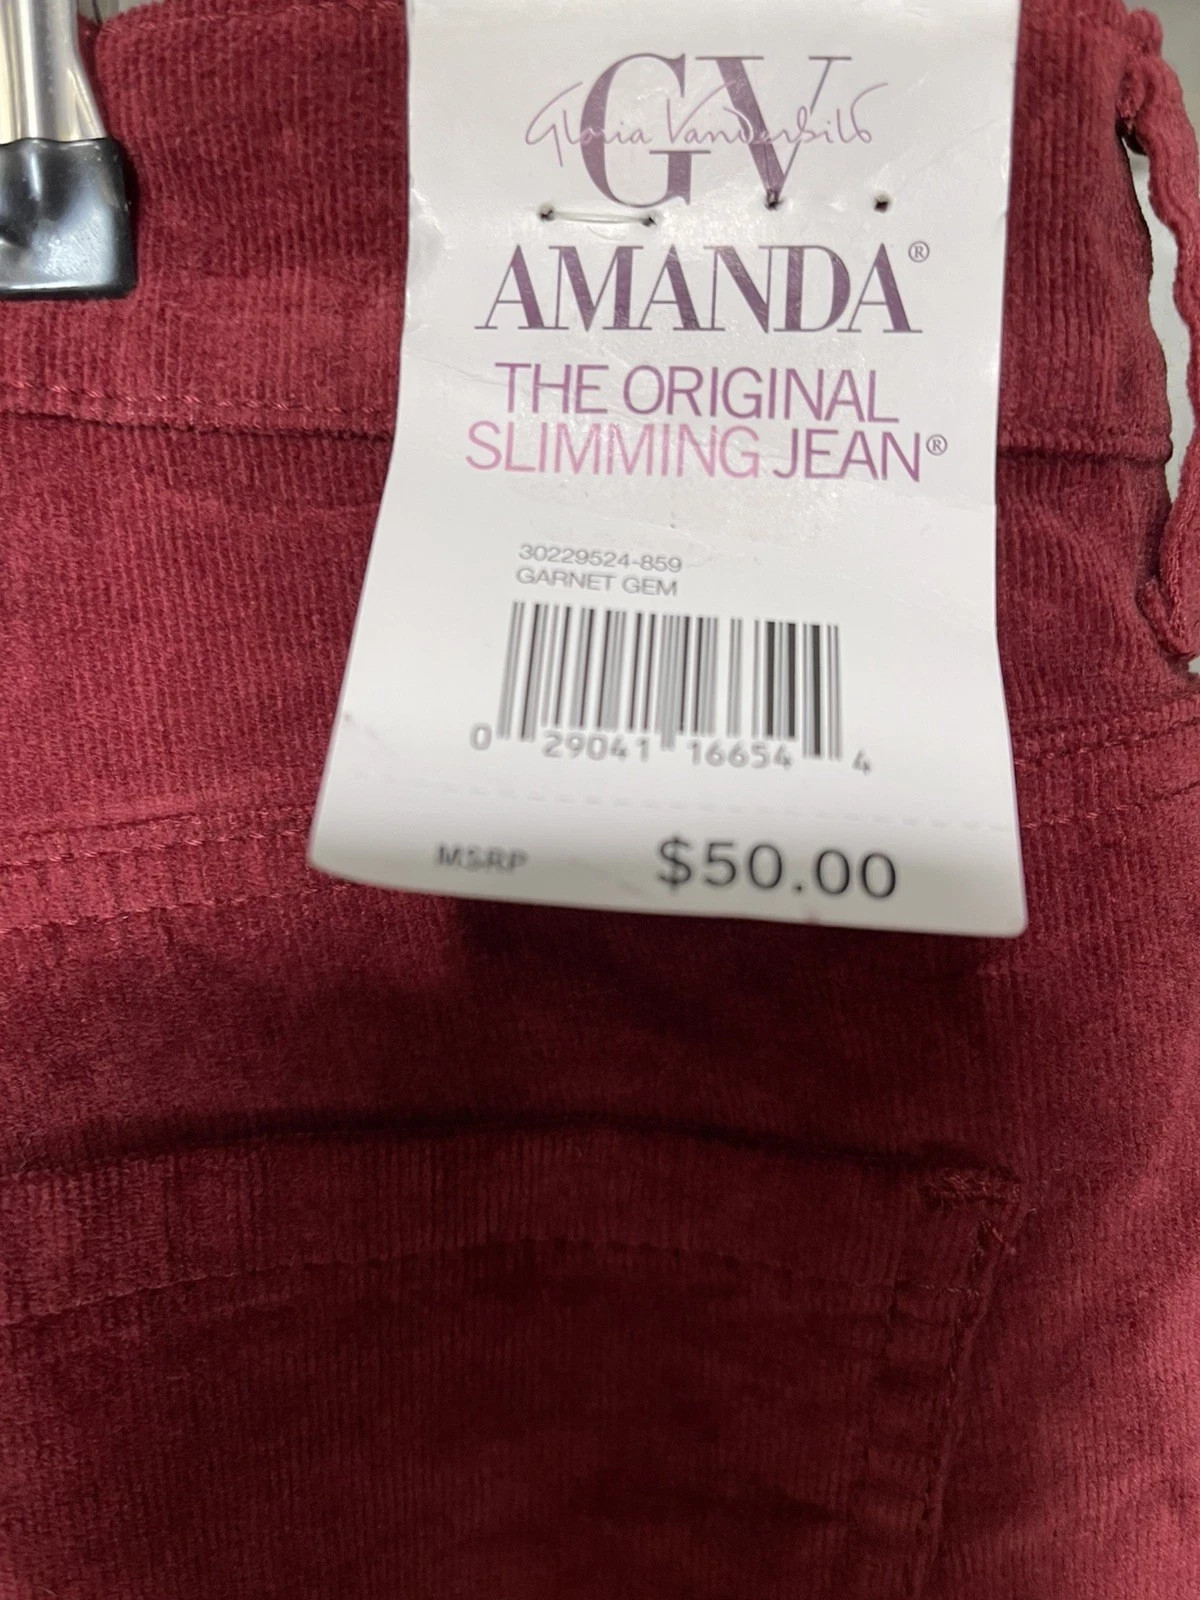 GV
Gloria Vanderbilt
AMANDA®
THE ORIGINAL
SLIMMING JEAN®
30229524-859
GARNET GEM
0 29041 16654 4
MSRP $50.00